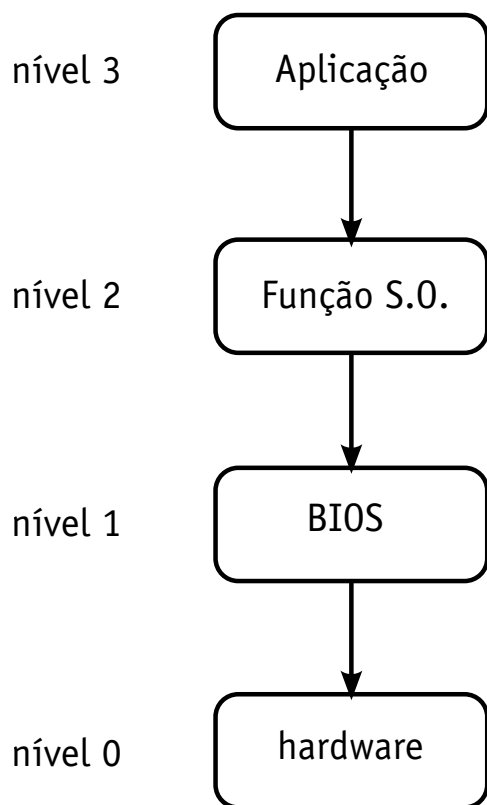 nível 3 Aplicação
nível 2 Função S.O.
nível 1 BIOS
nível 0 hardware